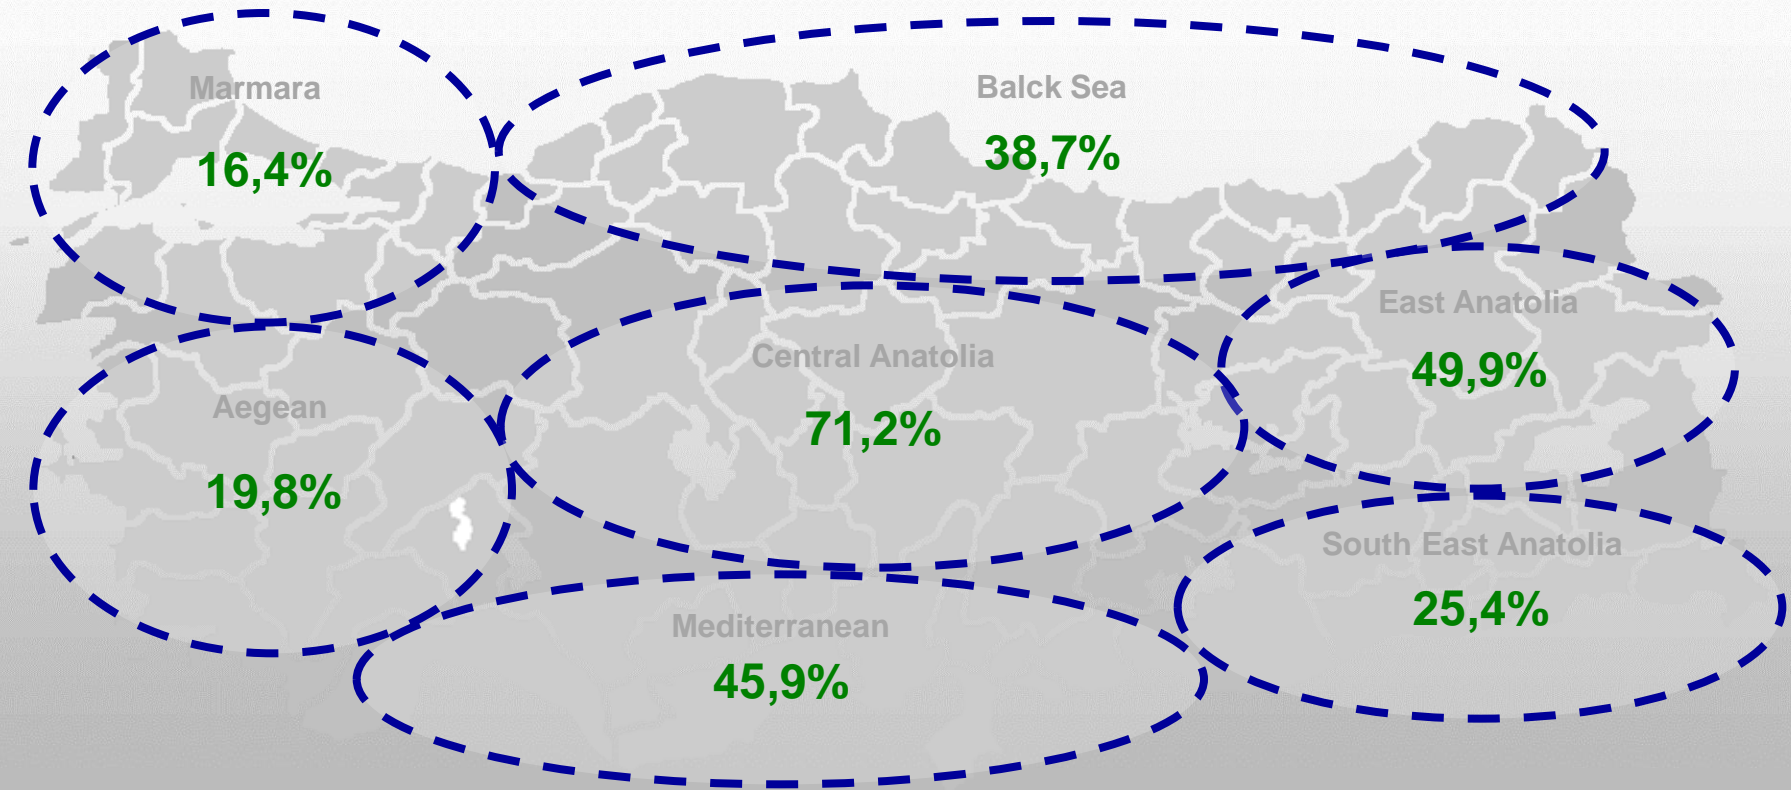 Marmara
16,4%
Balck Sea
38,7%
East Anatolia
49,9%
Central Anatolia
71,2%
Aegean
19,8%
South East Anatolia
25,4%
Mediterranean
45,9%